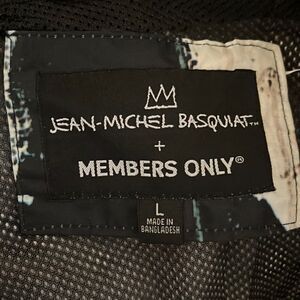 JEAN-MICHEL BASQUIAT™
+
MEMBERS ONLY®
L
MADE IN
BANGLADESH